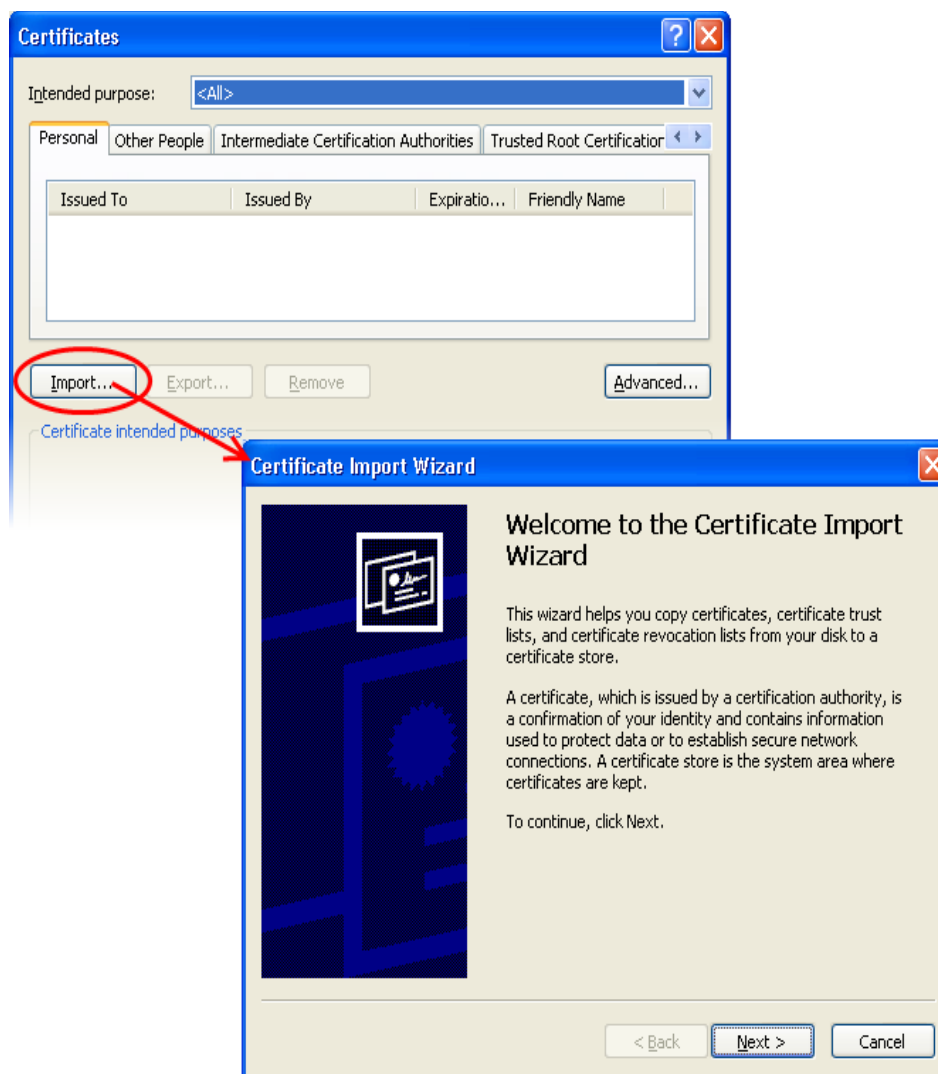 Certificates
Intended purpose: <All>
Personal Other People Intermediate Certification Authorities Trusted Root Certification
Issued To Issued By Expiratio... Friendly Name
Import... Export... Remove Advanced...
Certificate intended purposes
Certificate Import Wizard
Welcome to the Certificate Import
Wizard
This wizard helps you copy certificates, certificate trust
lists, and certificate revocation lists from your disk to a
certificate store.
A certificate, which is issued by a certification authority, is
a confirmation of your identity and contains information
used to protect data or to establish secure network
connections. A certificate store is the system area where
certificates are kept.
To continue, click Next.
< Back Next > Cancel